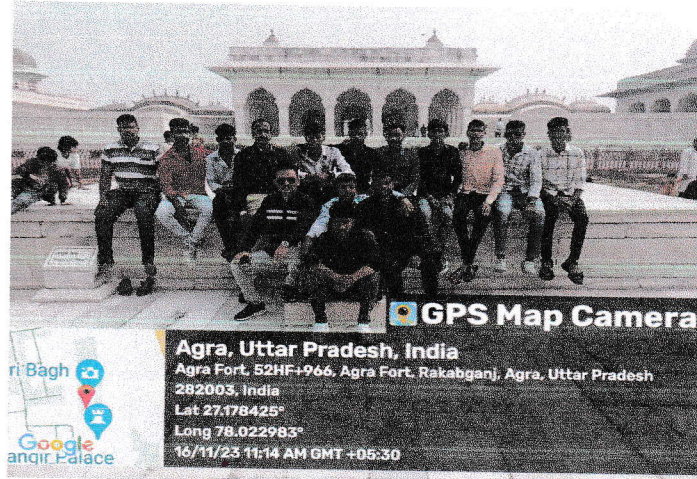 GPS Map Camera
Agra, Uttar Pradesh, India
Agra Fort, 52HF+966, Agra Fort, Rakabganj, Agra, Uttar Pradesh
282003, India
Lat 27.178425°
Long 78.022983°
16/11/23 11:14 AM GMT +05:30
ri Bagh
Google
angir Palace